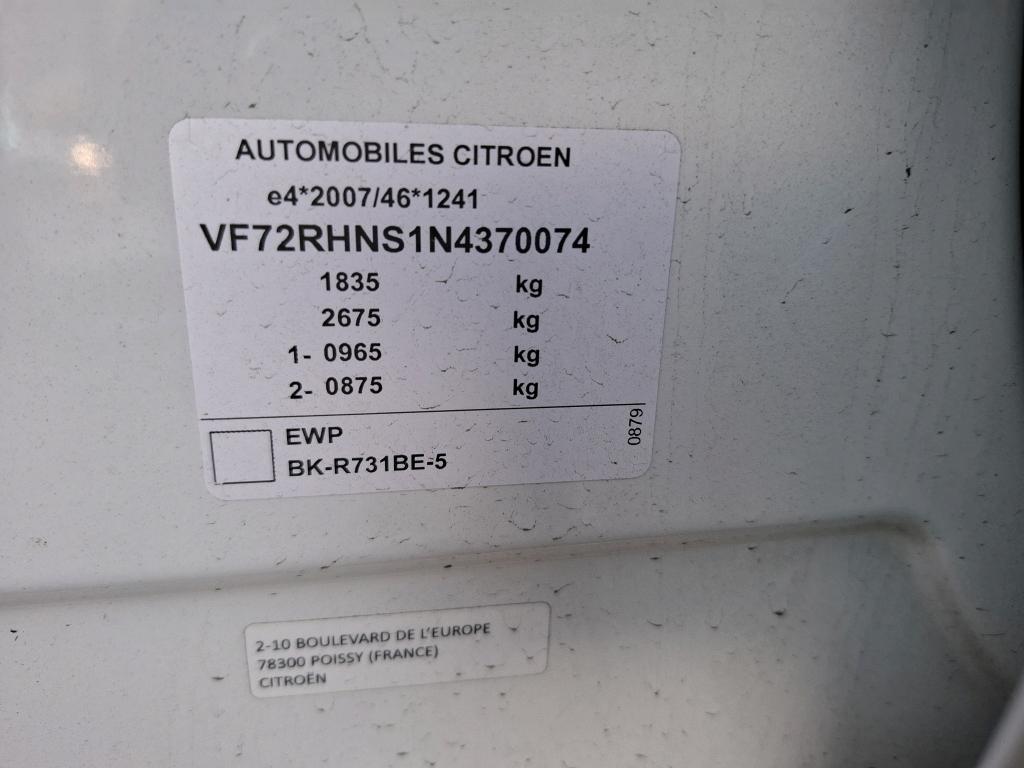 AUTOMOBILES CITROEN
e4*2007/46*1241
VF72RHNS1N4370074
1835 kg
2675 kg
1- 0965 kg
2- 0875 kg
EWP
BK-R731BE-5
0879
2-10 BOULEVARD DE L'EUROPE
78300 POISSY (FRANCE)
CITROËN